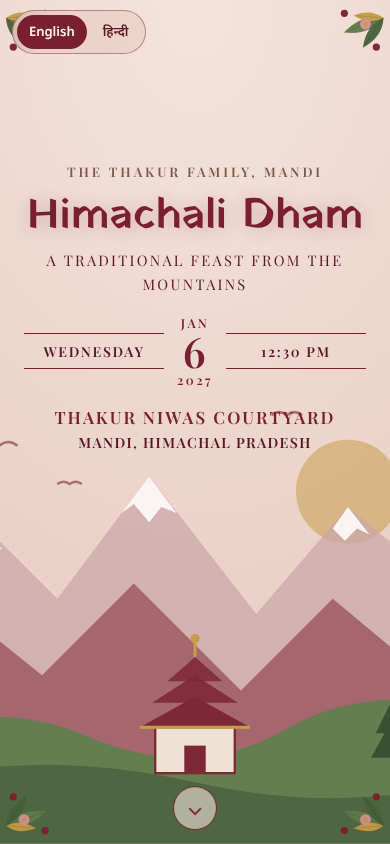 English
हिन्दी
THE THAKUR FAMILY, MANDI
Himachali Dham
A TRADITIONAL FEAST FROM THE
MOUNTAINS
JAN
WEDNESDAY 6 12:30 PM
2027
THAKUR NIWAS COURTYARD
MANDI, HIMACHAL PRADESH